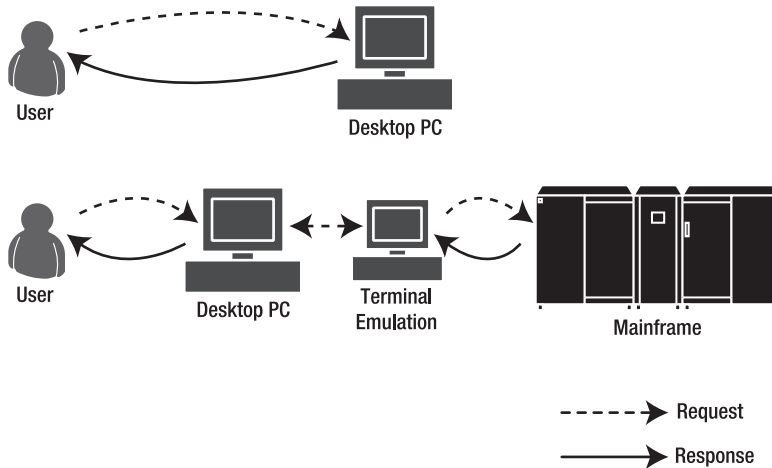 User
Desktop PC
User
Desktop PC
Terminal
Emulation
Mainframe
Request
Response